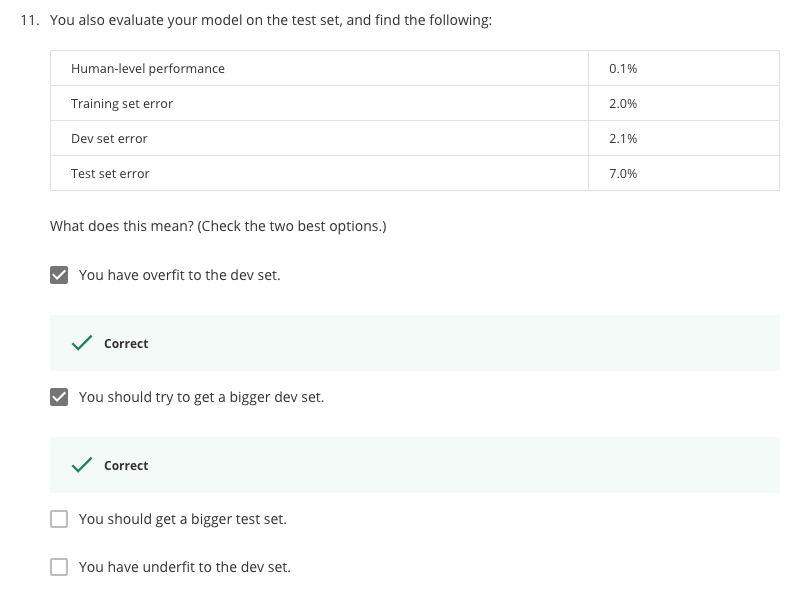 11. You also evaluate your model on the test set, and find the following:
Human-level performance 0.1%
Training set error 2.0%
Dev set error 2.1%
Test set error 7.0%
What does this mean? (Check the two best options.)
You have overfit to the dev set.
Correct
You should try to get a bigger dev set.
Correct
You should get a bigger test set.
You have underfit to the dev set.